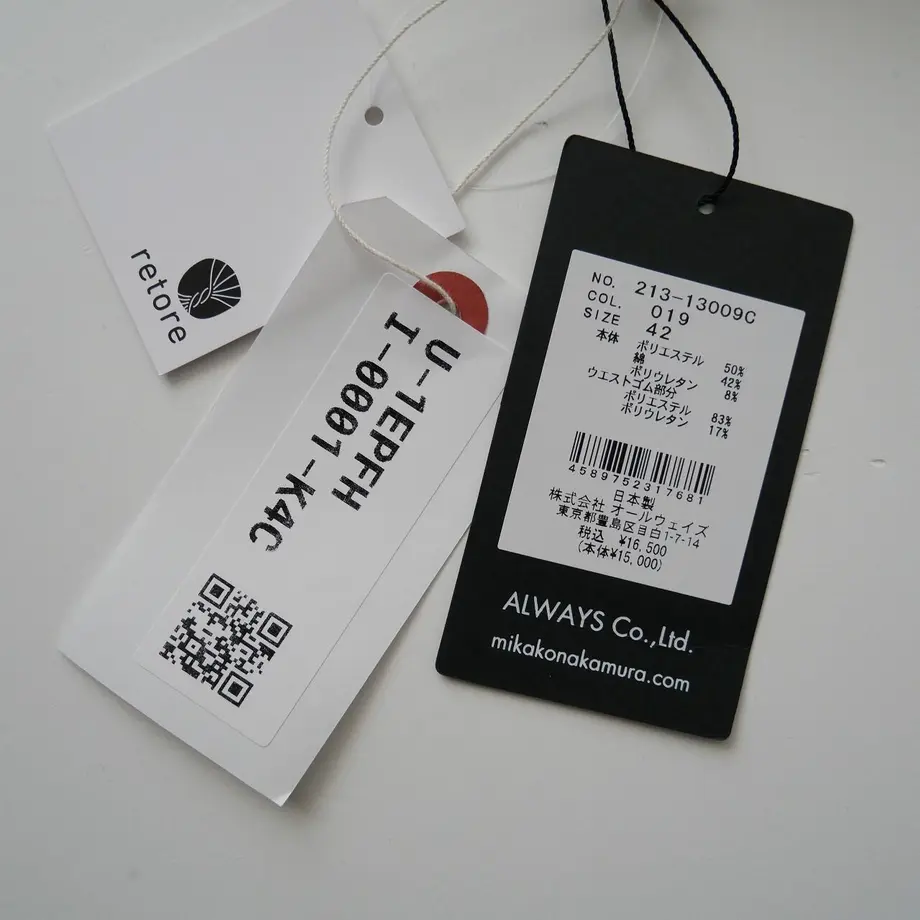 retore
U-1EPFH
I-0001-K4C
NO. 213-13009C
COL. 019
SIZE 42
本体 ポリエステル 50%
綿 42%
ポリウレタン 8%
ウエストゴム部分
ポリエステル 83%
ポリウレタン 17%
4589752317681
日本製
株式会社 オールウェイズ
東京都豊島区目白1-7-14
税込 ¥16,500
(本体¥15,000)
ALWAYS Co.,Ltd.
mikakonakamura.com